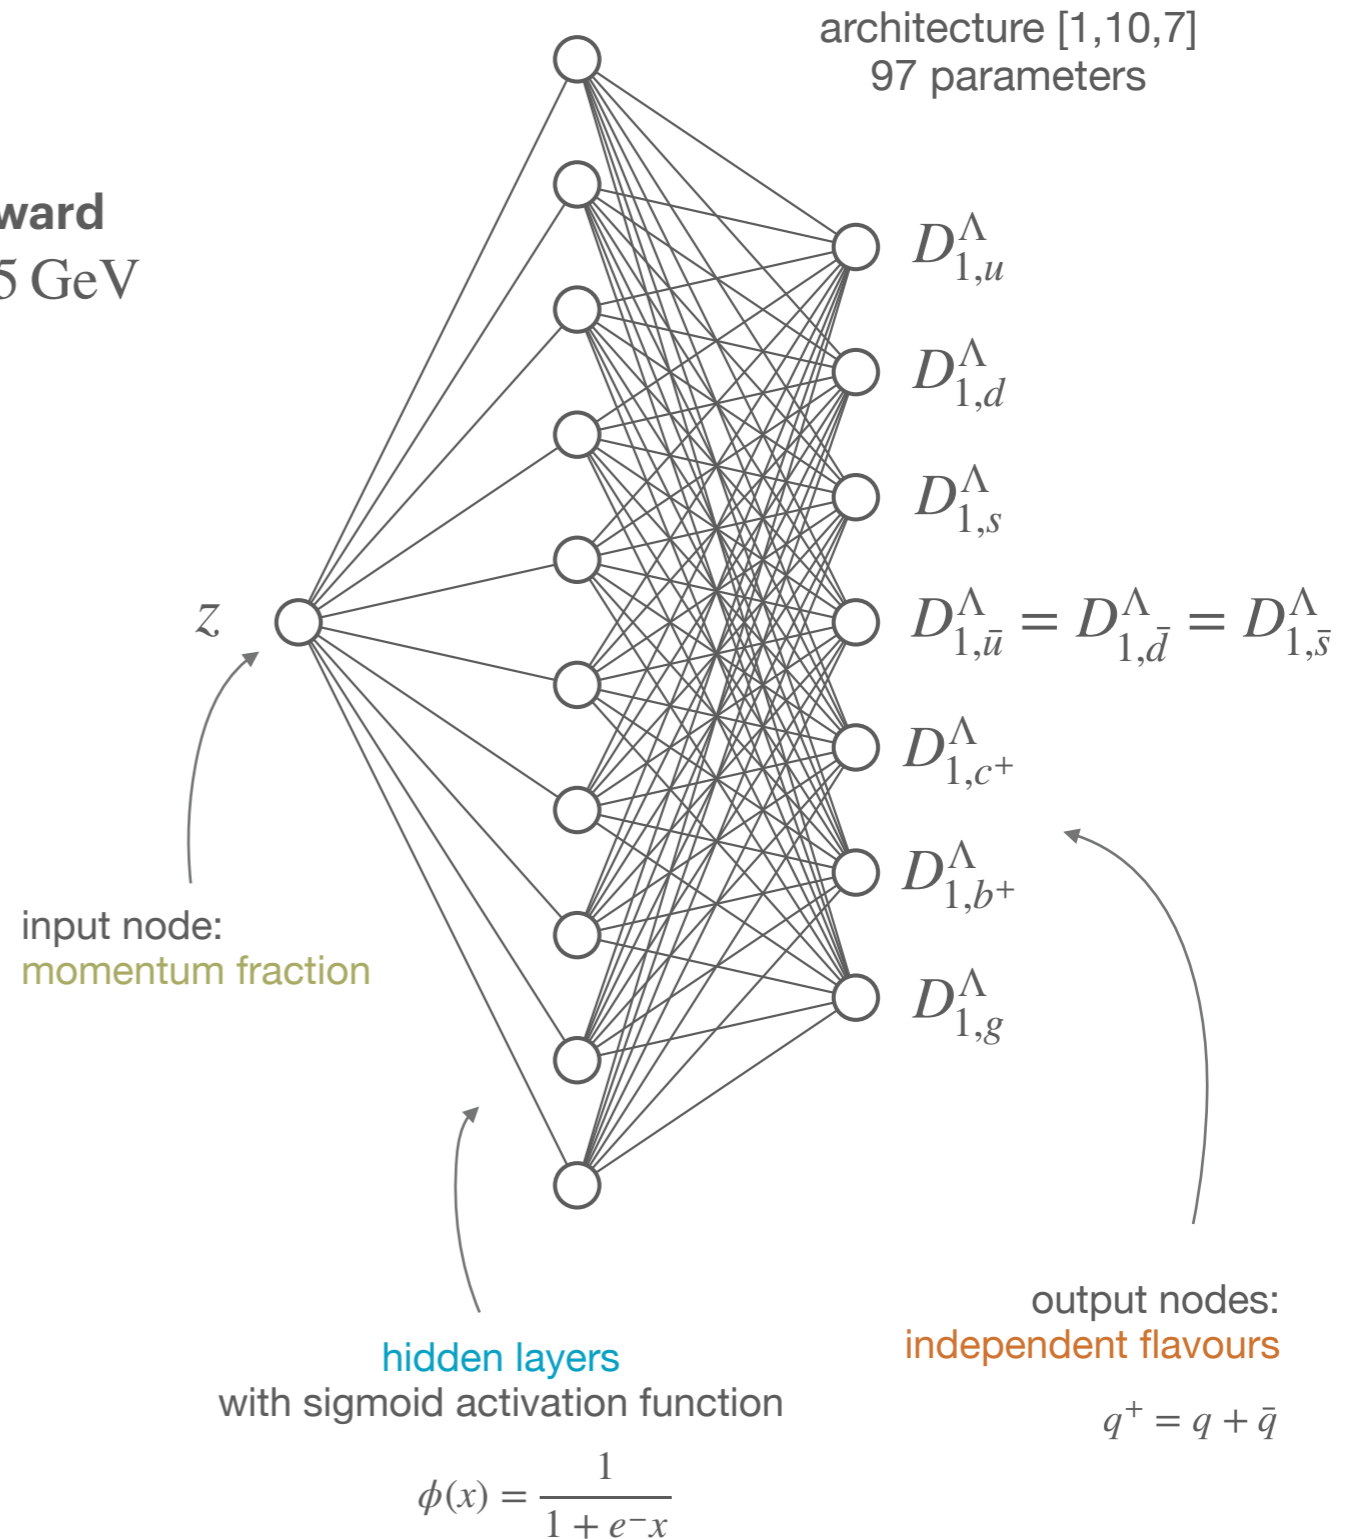 architecture [1,10,7]
97 parameters
ward
5 GeV
z
D^Λ_{1,u}
D^Λ_{1,d}
D^Λ_{1,s}
D^Λ_{1,ū} = D^Λ_{1,d̄} = D^Λ_{1,s̄}
D^Λ_{1,c⁺}
D^Λ_{1,b⁺}
D^Λ_{1,g}
input node:
momentum fraction
hidden layers
with sigmoid activation function
ϕ(x) = 1 / (1 + e⁻x)
output nodes:
independent flavours
q⁺ = q + q̄